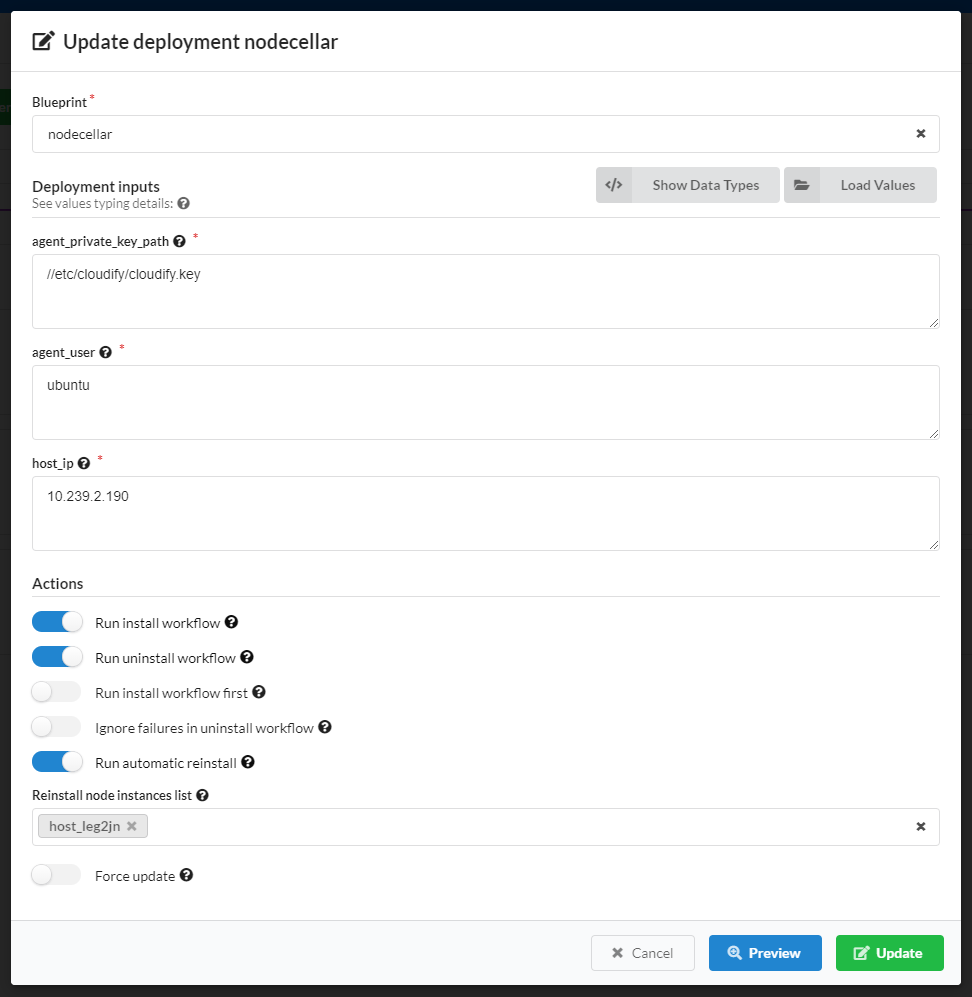 Update deployment nodecellar
Blueprint *
nodecellar
Deployment inputs
See values typing details:
Show Data Types
Load Values
agent_private_key_path *
//etc/cloudify/cloudify.key
agent_user *
ubuntu
host_ip *
10.239.2.190
Actions
Run install workflow
Run uninstall workflow
Run install workflow first
Ignore failures in uninstall workflow
Run automatic reinstall
Reinstall node instances list
host_leg2jn
Force update
Cancel
Preview
Update